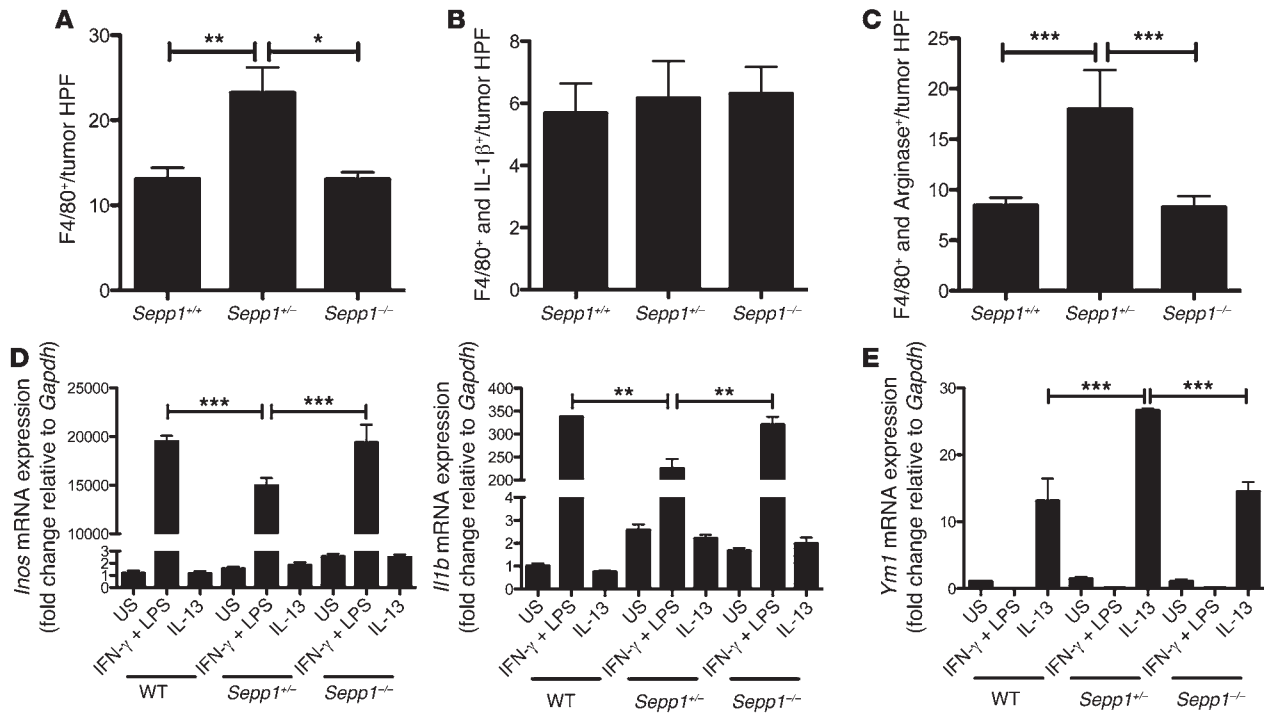 A
F4/80⁺/tumor HPF
30
20
10
0
**
*
Sepp1⁺/⁺
Sepp1⁺/⁻
Sepp1⁻/⁻
B
F4/80⁺ and IL-1β⁺/tumor HPF
8
6
4
2
0
Sepp1⁺/⁺
Sepp1⁺/⁻
Sepp1⁻/⁻
C
F4/80⁺ and Arginase⁺/tumor HPF
25
20
15
10
5
0
***
***
Sepp1⁺/⁺
Sepp1⁺/⁻
Sepp1⁻/⁻
D
Inos mRNA expression
(fold change relative to Gapdh)
25000
20000
15000
10000
3
2
1
0
***
***
US
IFN-γ + LPS
IL-13
US
IFN-γ + LPS
IL-13
US
IFN-γ + LPS
IL-13
WT
Sepp1⁺/⁻
Sepp1⁻/⁻
Il1b mRNA expression
(fold change relative to Gapdh)
400
350
300
250
200
4
3
2
1
0
**
**
US
IFN-γ + LPS
IL-13
US
IFN-γ + LPS
IL-13
US
IFN-γ + LPS
IL-13
WT
Sepp1⁺/⁻
Sepp1⁻/⁻
E
Ym1 mRNA expression
(fold change relative to Gapdh)
30
20
10
0
***
***
US
IFN-γ + LPS
IL-13
US
IFN-γ + LPS
IL-13
US
IFN-γ + LPS
IL-13
WT
Sepp1⁺/⁻
Sepp1⁻/⁻